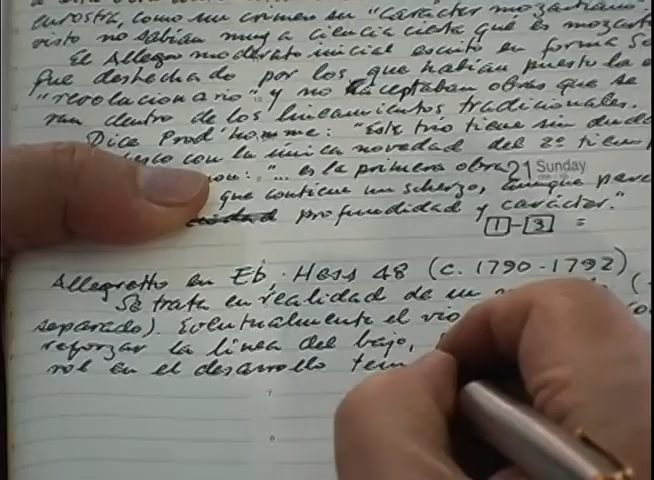 como un crimen su "carácter mozartiano"
visto no sabían muy a ciencia cierta qué es mozart
El Allegro moderato inicial escrito en forma So
fue deshechado por los que habían puesto la e
"revolucionario" y no aceptaban obras que se
ran dentro de los lineamientos tradicionales.
Dice Prod'homme: "Este trío tiene sin duda
esco con la única novedad del 2º tiem
"... es la primera obra
21 Sunday
que contiene un scherzo, aunque pare
profundidad y carácter."
1-3 =
Allegretto en Eb, Hess 48 (c. 1790-1792)
Se trata en realidad de un
separado). Eventualmente el vio
reforzar la línea del bajo,
rol en el desarrollo tem